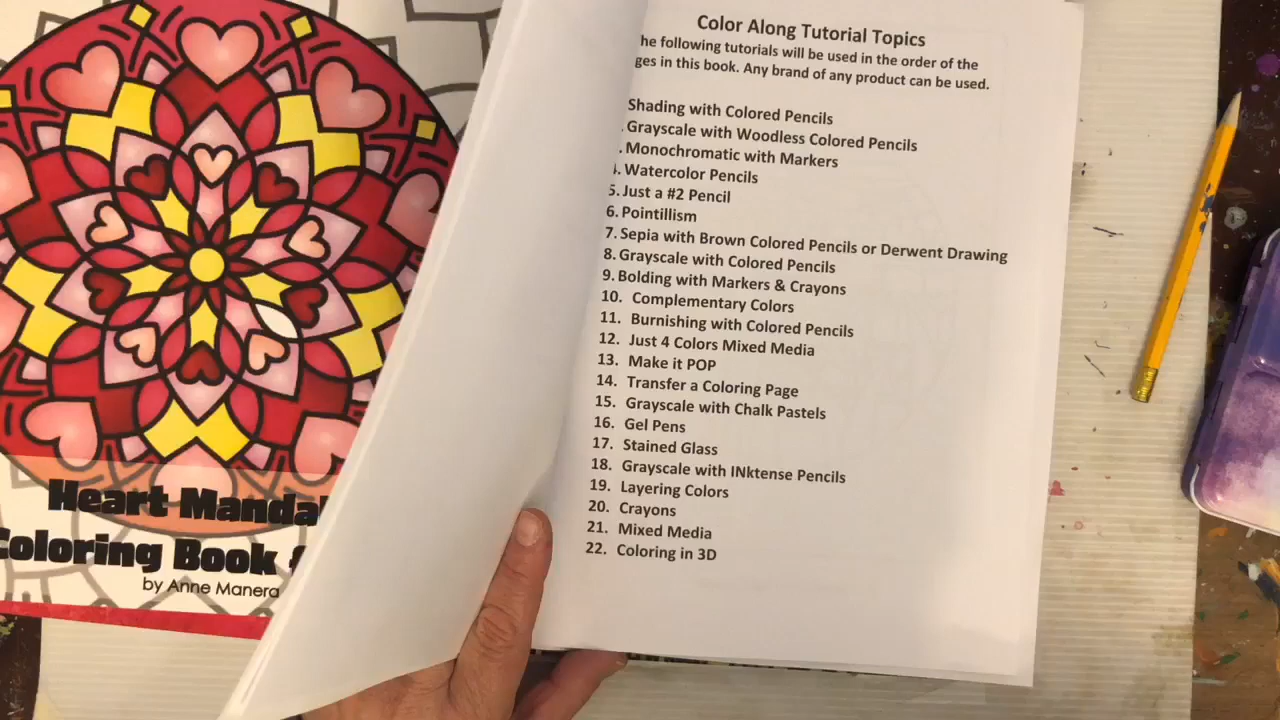 Color Along Tutorial Topics
he following tutorials will be used in the order of the
ges in this book. Any brand of any product can be used.
Shading with Colored Pencils
. Grayscale with Woodless Colored Pencils
. Monochromatic with Markers
4. Watercolor Pencils
5. Just a #2 Pencil
6. Pointillism
7. Sepia with Brown Colored Pencils or Derwent Drawing
8. Grayscale with Colored Pencils
9. Bolding with Markers & Crayons
10. Complementary Colors
11. Burnishing with Colored Pencils
12. Just 4 Colors Mixed Media
13. Make it POP
14. Transfer a Coloring Page
15. Grayscale with Chalk Pastels
16. Gel Pens
17. Stained Glass
18. Grayscale with INktense Pencils
19. Layering Colors
20. Crayons
21. Mixed Media
22. Coloring in 3D
Heart Manda
Coloring Book
by Anne Manera